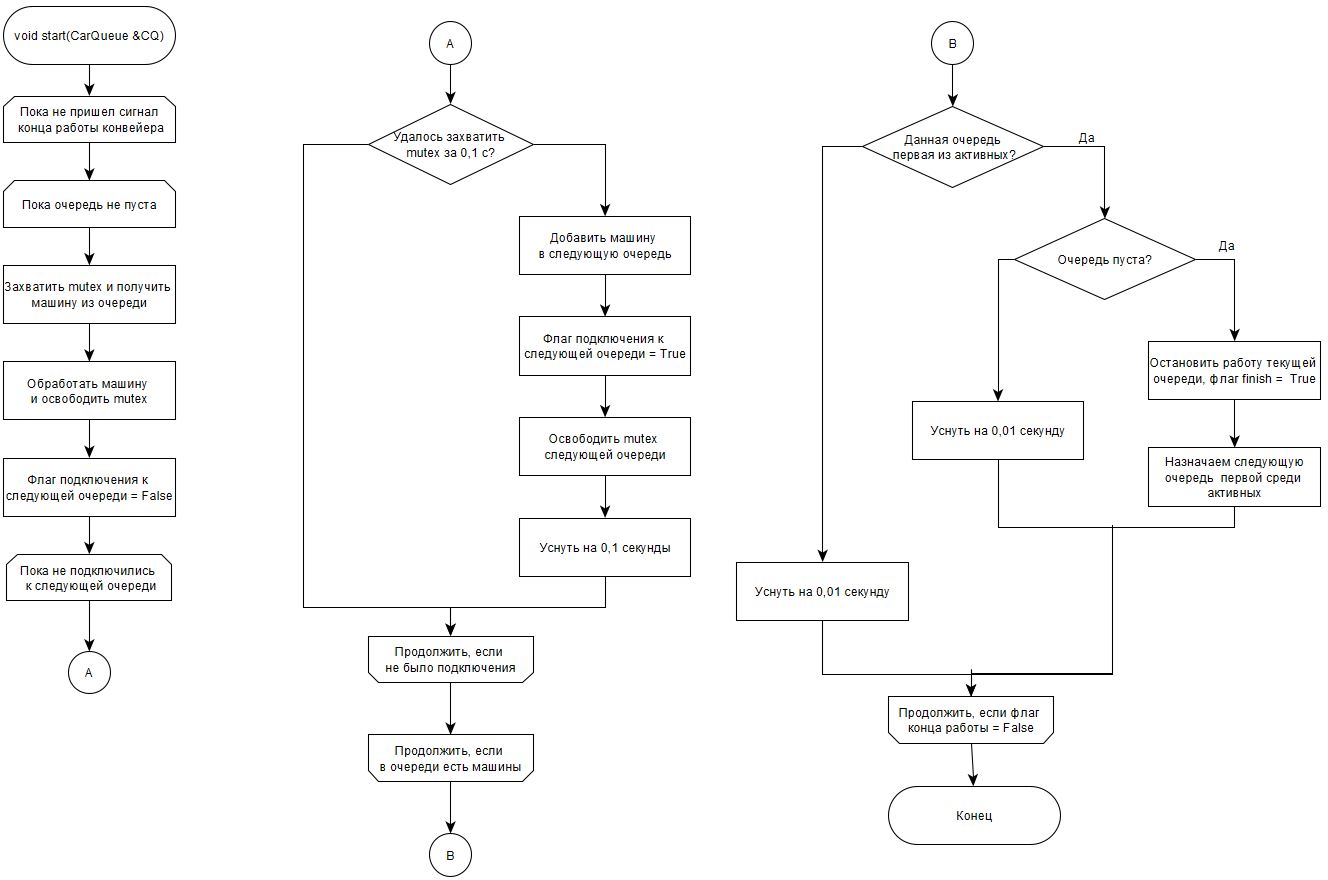 void start(CarQueue &CQ)
Пока не пришел сигнал
конца работы конвейера
Пока очередь не пуста
Захватить mutex и получить
машину из очереди
Обработать машину
и освободить mutex
Флаг подключения к
следующей очереди = False
Пока не подключились
к следующей очереди
A
A
Удалось захватить
mutex за 0,1 с?
Добавить машину
в следующую очередь
Флаг подключения к
следующей очереди = True
Освободить mutex
следующей очереди
Уснуть на 0,1 секунды
Продолжить, если
не было подключения
Продолжить, если
в очереди есть машины
B
B
Данная очередь
первая из активных?
Да
Очередь пуста?
Да
Остановить работу текущей
очереди, флаг finish = True
Уснуть на 0,01 секунду
Назначаем следующую
очередь первой среди
активных
Уснуть на 0,01 секунду
Продолжить, если флаг
конца работы = False
Конец